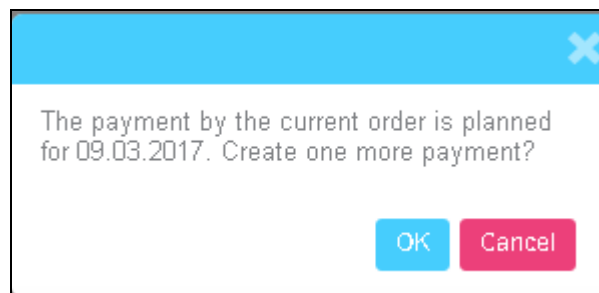 The payment by the current order is planned
for 09.03.2017. Create one more payment?
OK
Cancel